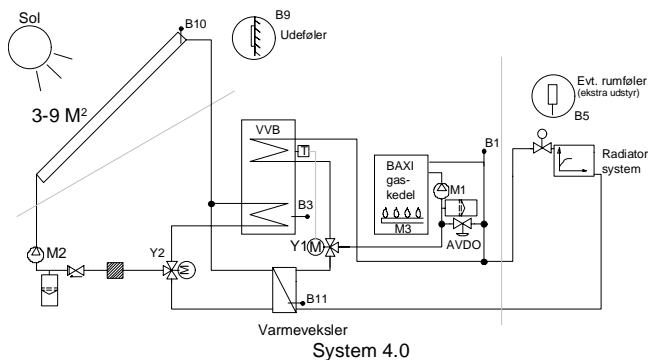 Sol
B10
B9
Udeføler
3-9 M²
VVB
T
B3
BAXI
gas-
kedel
M3
M1
AVDO
B1
Evt. rumføler
(ekstra udstyr)
B5
Radiator
system
M2
Y2
M
Y1
M
B11
Varmeveksler
System 4.0